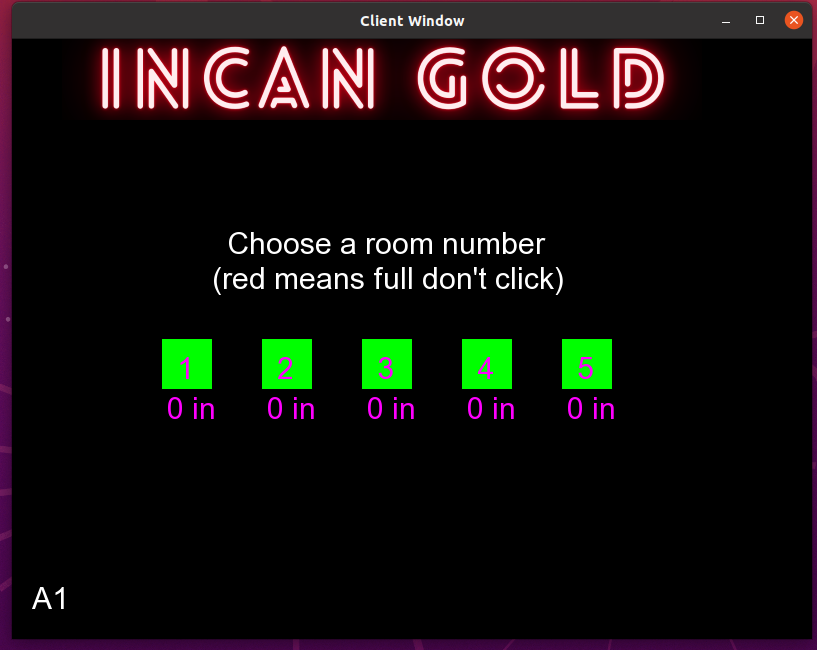 Client Window
INCAN GOLD
Choose a room number
(red means full don't click)
1 2 3 4 5
0 in 0 in 0 in 0 in 0 in
A1